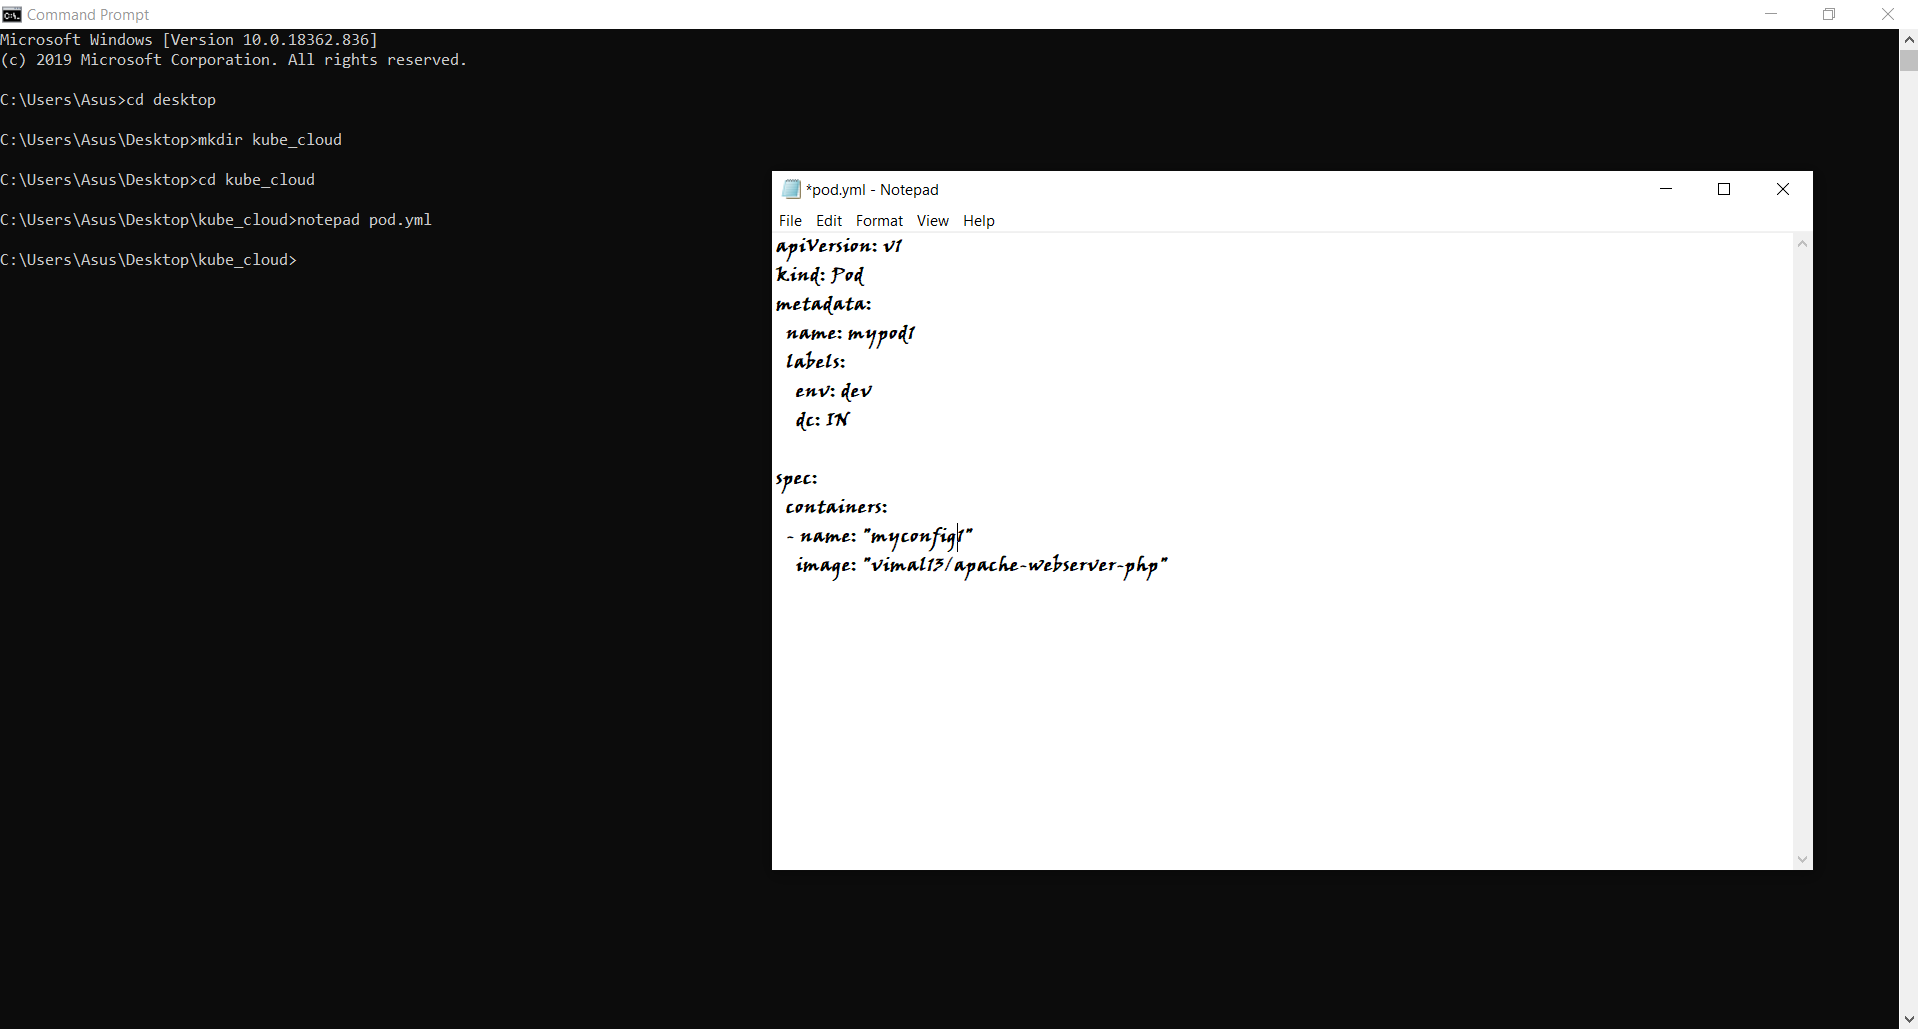 Command Prompt
Microsoft Windows [Version 10.0.18362.836]
(c) 2019 Microsoft Corporation. All rights reserved.
C:\Users\Asus>cd desktop
C:\Users\Asus\Desktop>mkdir kube_cloud
C:\Users\Asus\Desktop>cd kube_cloud
C:\Users\Asus\Desktop\kube_cloud>notepad pod.yml
C:\Users\Asus\Desktop\kube_cloud>
*pod.yml - Notepad
File Edit Format View Help
apiVersion: v1
kind: Pod
metadata:
  name: mypod1
  labels:
    env: dev
    dc: IN
spec:
  containers:
  - name: "myconfig1"
    image: "vimal13/apache-webserver-php"